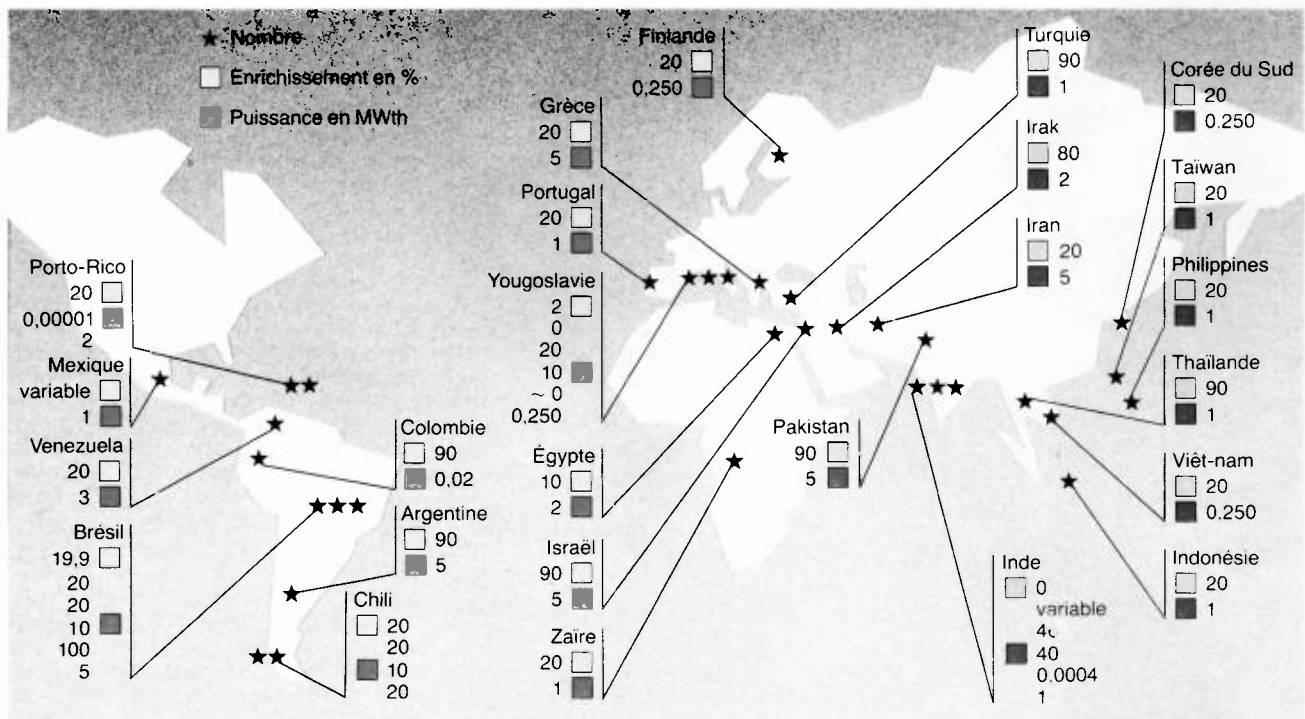 ★ Nombre
Enrichissement en %
Puissance en MWth
Finlande
20
0,250
Turquie
90
1
Corée du Sud
20
0.250
Grèce
20
5
Irak
80
2
Taïwan
20
1
Portugal
20
1
Iran
20
5
Philippines
20
1
Porto-Rico
20
0,00001
2
Yougoslavie
2
0
20
10
~ 0
0,250
Mexique
variable
1
Thaïlande
90
1
Venezuela
20
3
Colombie
90
0,02
Égypte
10
2
Pakistan
90
5
Viêt-nam
20
0,250
Brésil
19,9
20
20
10
100
5
Argentine
90
5
Israël
90
5
Chili
20
20
10
20
Zaïre
20
1
Inde
0
variable
40
0.0004
1
Indonésie
20
1